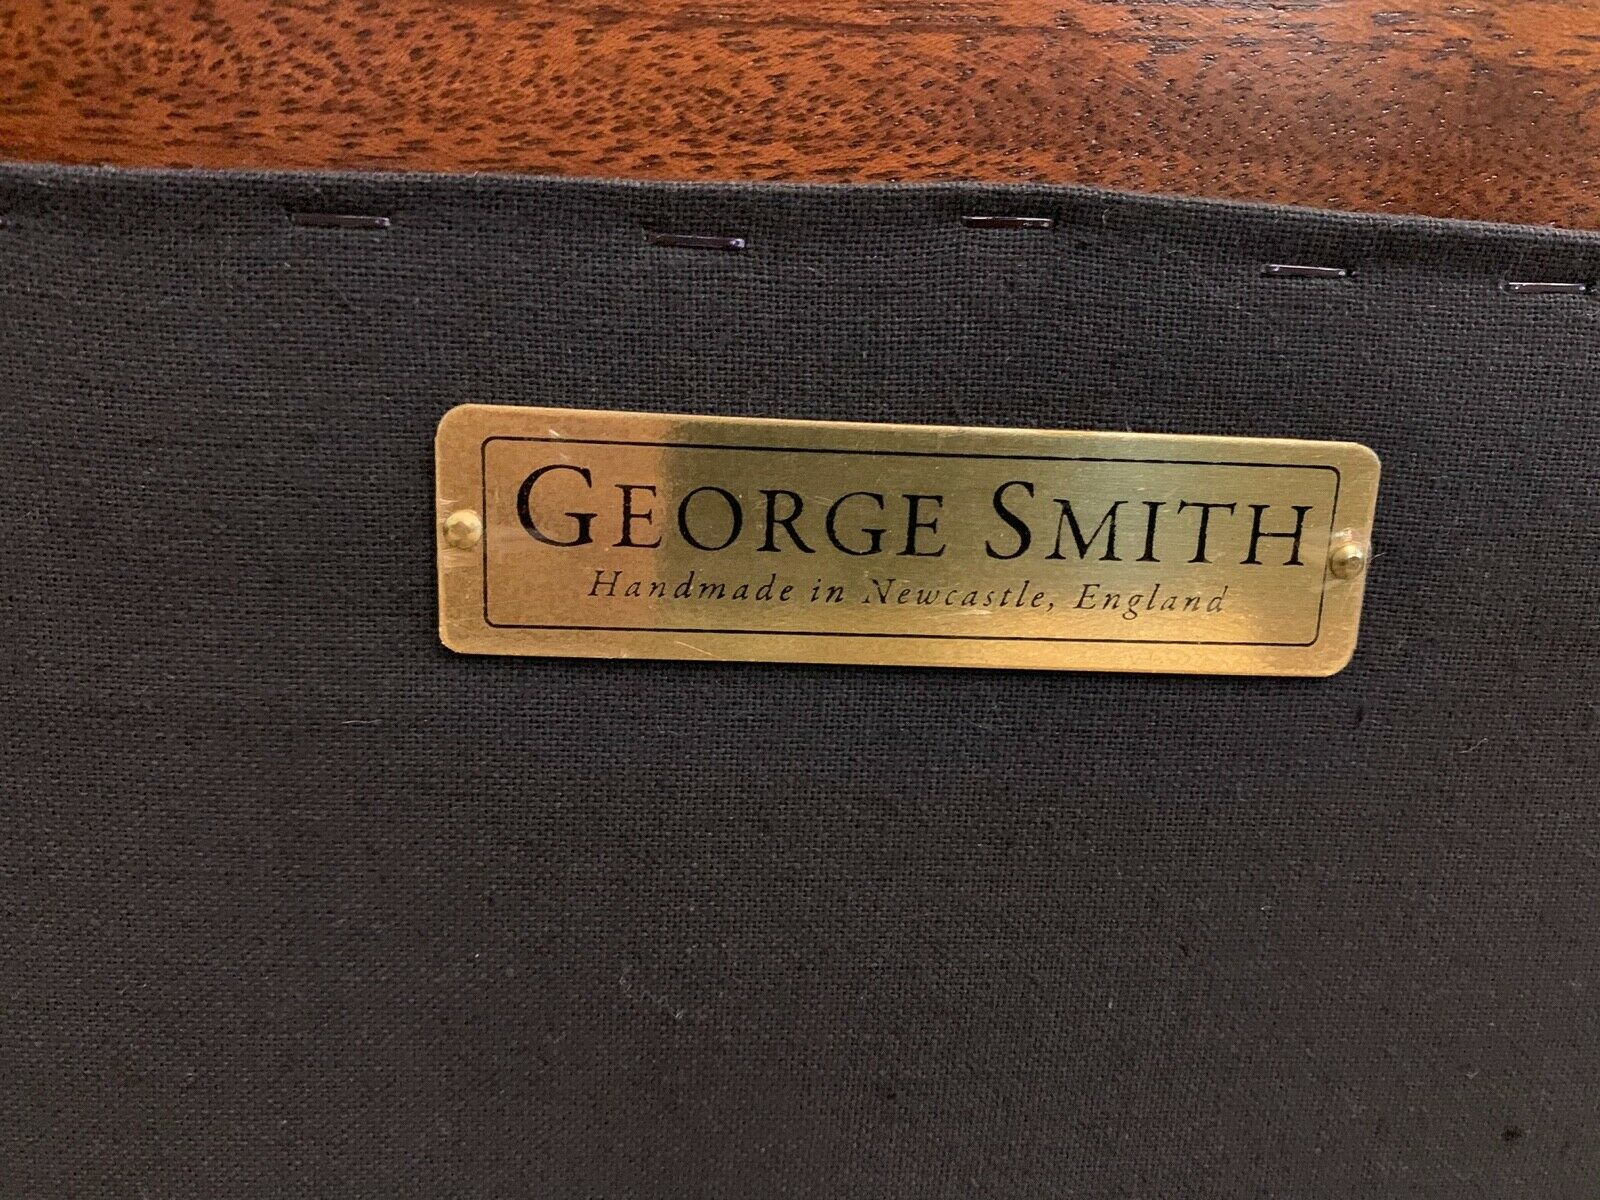 GEORGE SMITH
Handmade in Newcastle, England